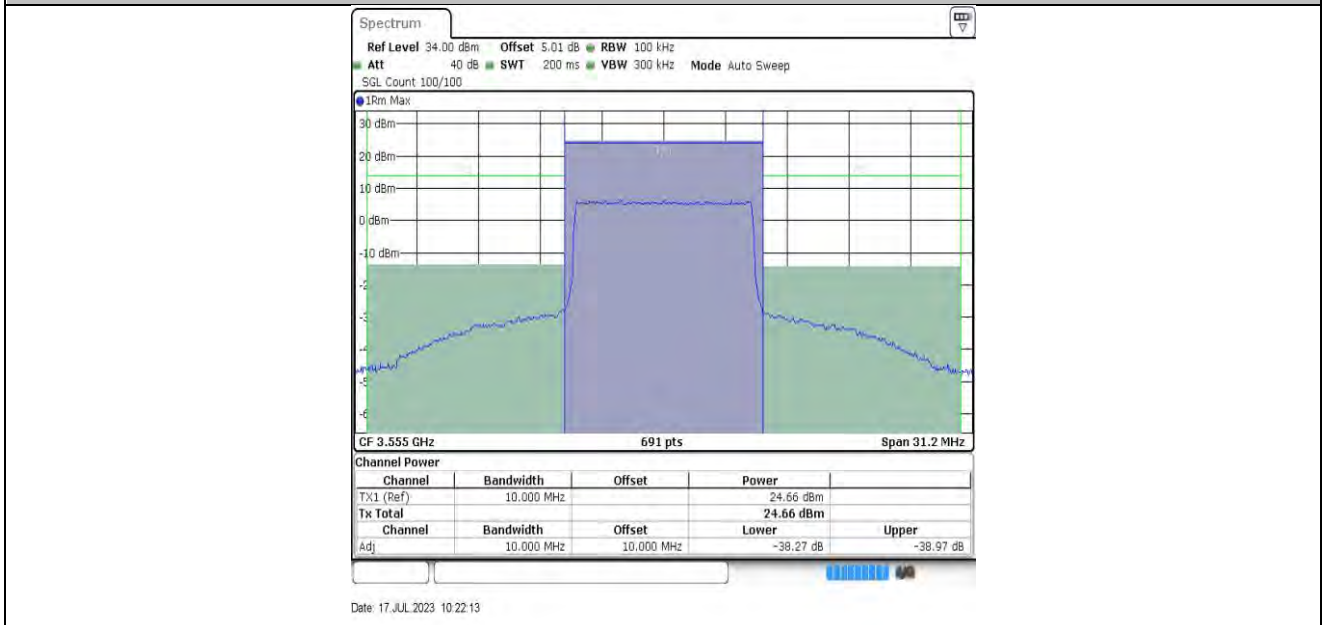 Spectrum
Ref Level 34.00 dBm Offset 5.01 dB RBW 100 kHz
Att 40 dB SWT 200 ms VBW 300 kHz Mode Auto Sweep
SGL Count 100/100
1Rm Max
30 dBm
20 dBm
10 dBm
0 dBm
-10 dBm
CF 3.555 GHz 691 pts Span 31.2 MHz
Channel Power
Channel Bandwidth Offset Power
TX1 (Ref) 10.000 MHz 24.66 dBm
Tx Total 24.66 dBm
Channel Bandwidth Offset Lower Upper
Adj 10.000 MHz 10.000 MHz -38.27 dB -38.97 dB
Date: 17.JUL.2023 10:22:13